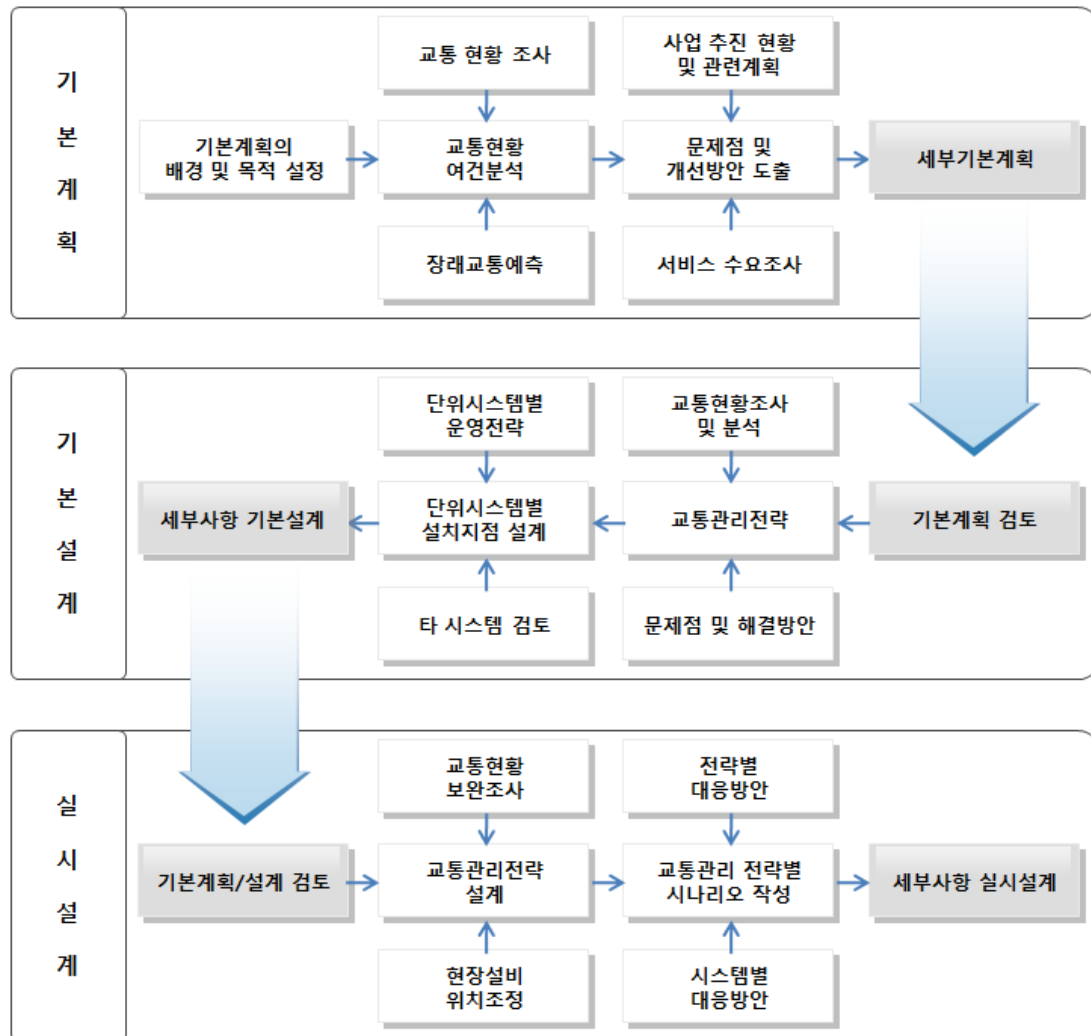 기
본
계
획
교통 현황 조사
사업 추진 현황
및 관련계획
기본계획의
배경 및 목적 설정
교통현황
여건분석
문제점 및
개선방안 도출
세부기본계획
장래교통예측
서비스 수요조사
기
본
설
계
단위시스템별
운영전략
교통현황조사
및 분석
세부사항 기본설계
단위시스템별
설치지점 설계
교통관리전략
기본계획 검토
타 시스템 검토
문제점 및 해결방안
실
시
설
계
교통현황
보완조사
전략별
대응방안
기본계획/설계 검토
교통관리전략
설계
교통관리 전략별
시나리오 작성
세부사항 실시설계
현장설비
위치조정
시스템별
대응방안